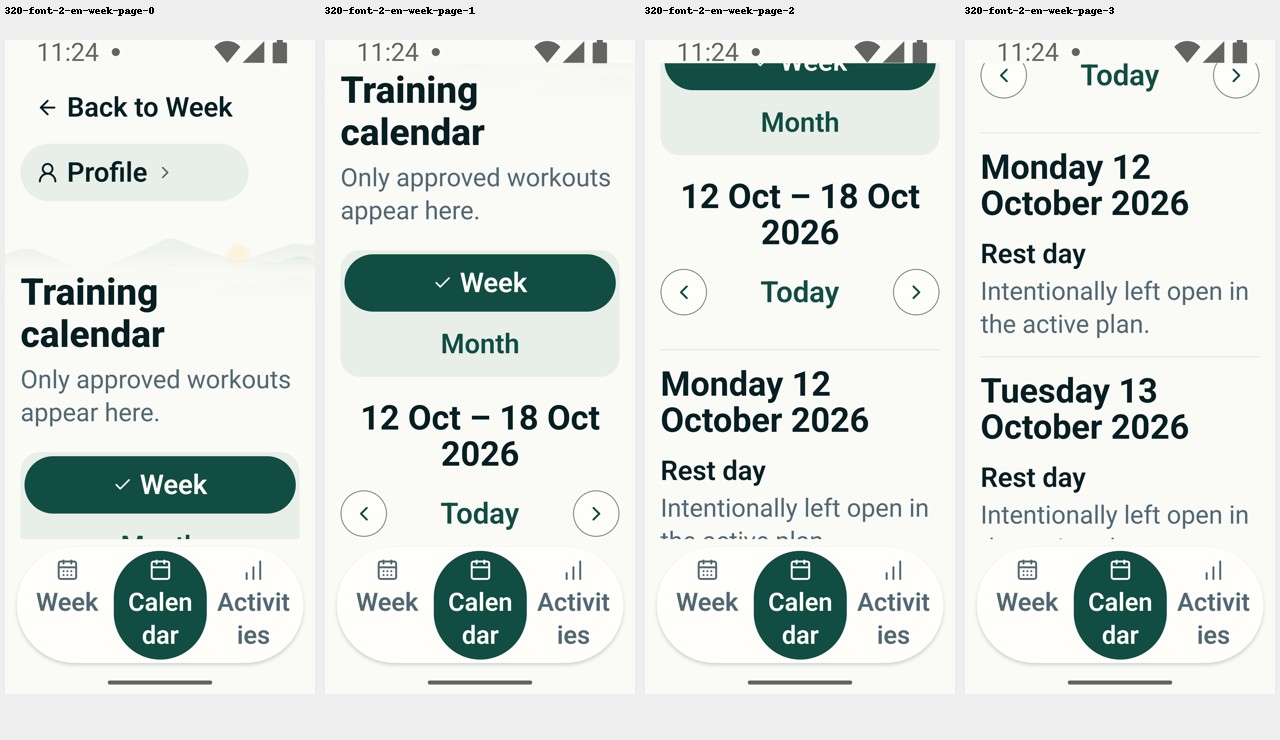 320-font-2-en-week-page-0
11:24
Back to Week
Profile
Training
calendar
Only approved workouts
appear here.
Week
Week
Calen
dar
Activit
ies
320-font-2-en-week-page-1
11:24
Training
calendar
Only approved workouts
appear here.
Week
Month
12 Oct – 18 Oct
2026
Today
Week
Calen
dar
Activit
ies
320-font-2-en-week-page-2
11:24
Week
Month
12 Oct – 18 Oct
2026
Today
Monday 12
October 2026
Rest day
Intentionally left open in
the active plan.
Week
Calen
dar
Activit
ies
320-font-2-en-week-page-3
11:24
Today
Monday 12
October 2026
Rest day
Intentionally left open in
the active plan.
Tuesday 13
October 2026
Rest day
Intentionally left open in
Week
Calen
dar
Activit
ies